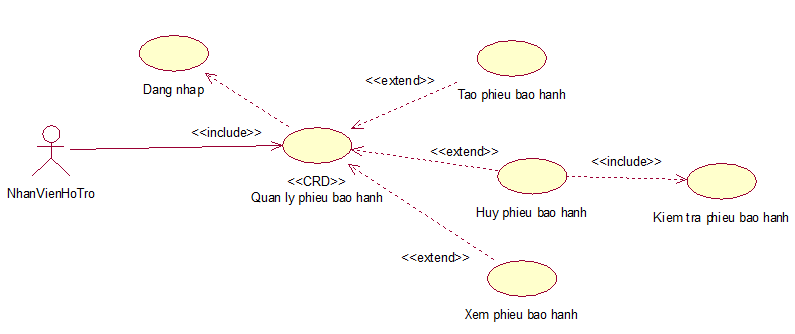 <<extend>>
Dang nhap
Tao phieu bao hanh
<<include>>
<<extend>>
<<include>>
<<CRD>>
Quan ly phieu bao hanh
NhanVienHoTro
Huy phieu bao hanh
Kiem tra phieu bao hanh
<<extend>>
Xem phieu bao hanh